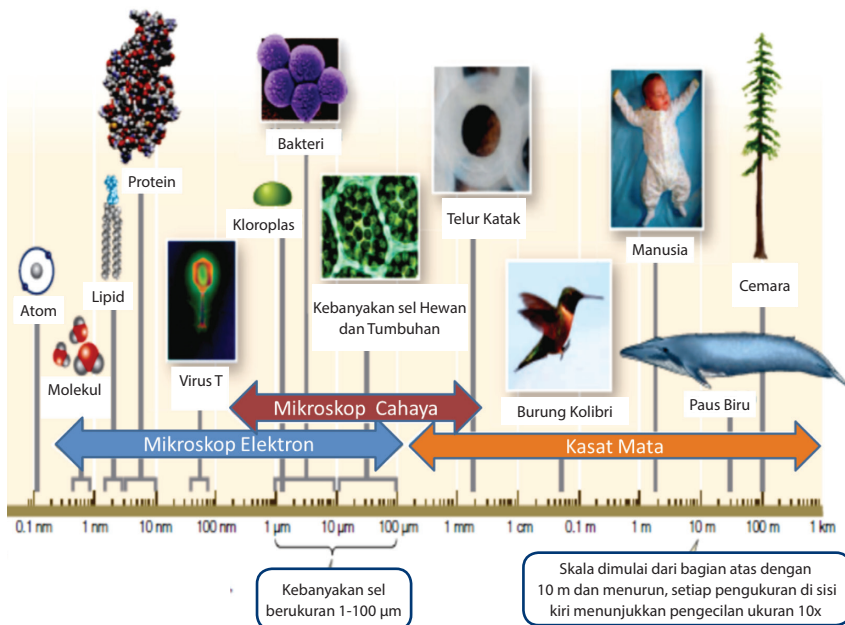 Protein
Bakteri
Kloroplas
Telur Katak
Manusia
Atom
Lipid
Kebanyakan sel Hewan
dan Tumbuhan
Cemara
Molekul
Virus T
Burung Kolibri
Paus Biru
Mikroskop Cahaya
Mikroskop Elektron
Kasat Mata
0.1 nm 1 nm 10 nm 100 nm 1 µm 10 µm 100 µm 1 mm 1 cm 0.1 m 1 m 10 m 100 m 1 km
Kebanyakan sel
berukuran 1-100 µm
Skala dimulai dari bagian atas dengan
10 m dan menurun, setiap pengukuran di sisi
kiri menunjukkan pengecilan ukuran 10x